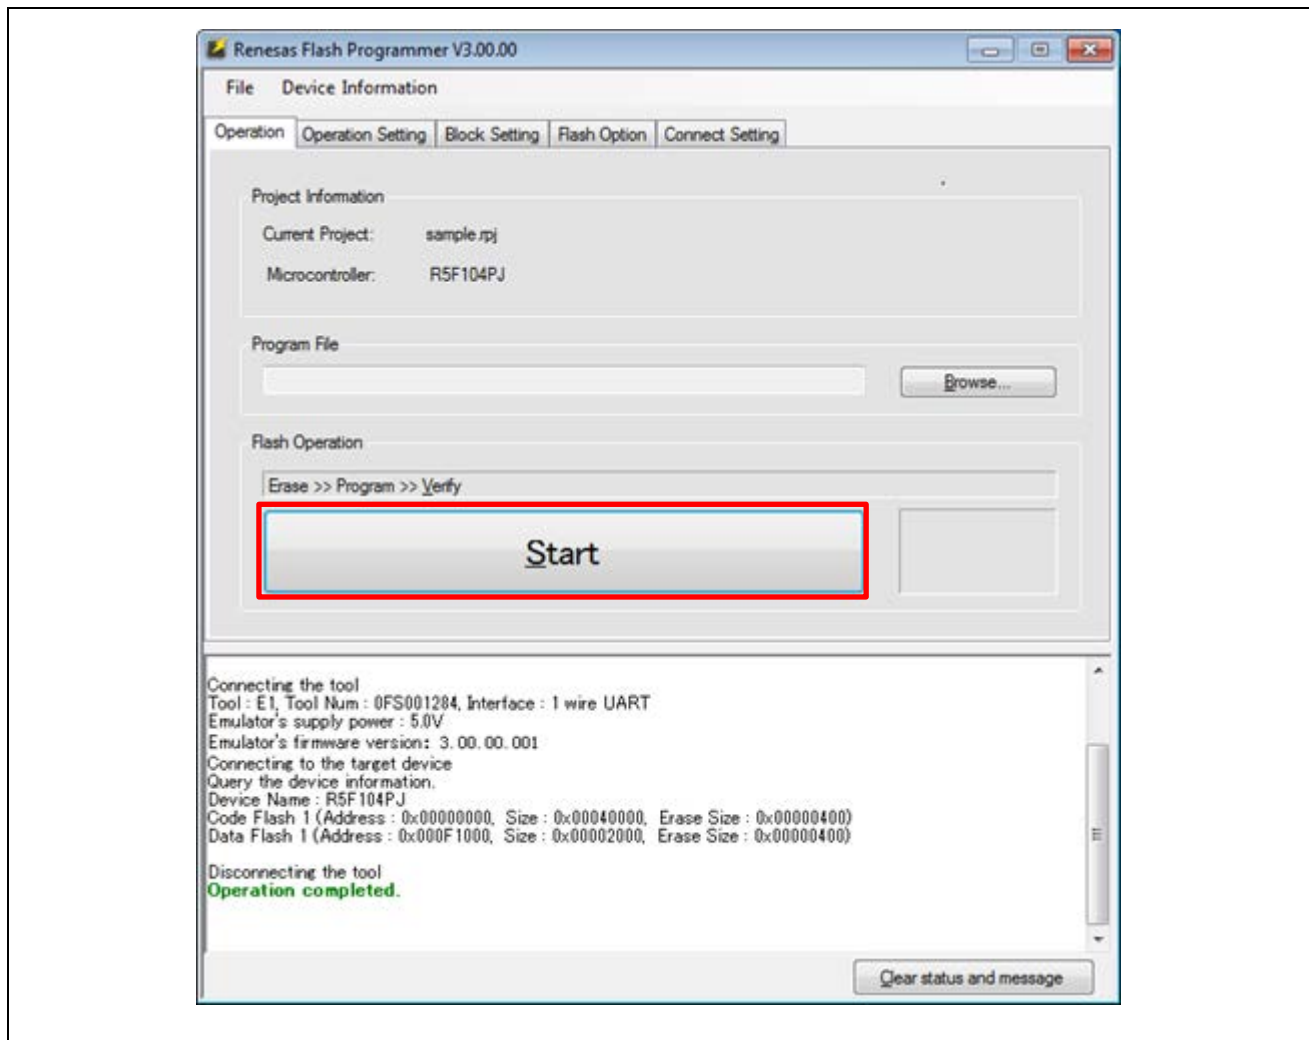 Renesas Flash Programmer V3.00.00
File Device Information
Operation Operation Setting Block Setting Flash Option Connect Setting
Project Information
Current Project: sample.rpj
Microcontroller: R5F104PJ
Program File
Browse...
Flash Operation
Erase >> Program >> Verify
Start
Connecting the tool
Tool : E1, Tool Num : 0FS001284, Interface : 1 wire UART
Emulator's supply power : 5.0V
Emulator's firmware version: 3.00.00.001
Connecting to the target device
Query the device information.
Device Name : R5F104PJ
Code Flash 1 (Address : 0x00000000, Size : 0x00040000, Erase Size : 0x00000400)
Data Flash 1 (Address : 0x000F1000, Size : 0x00002000, Erase Size : 0x00000400)
Disconnecting the tool
Operation completed.
Clear status and message